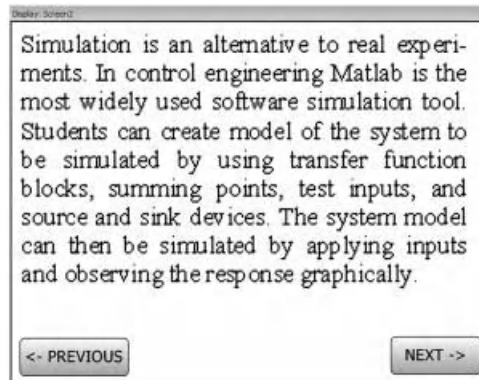 Display: Screen2
Simulation is an alternative to real experi-
ments. In control engineering Matlab is the
most widely used software simulation tool.
Students can create model of the system to
be simulated by using transfer function
blocks, summing points, test inputs, and
source and sink devices. The system model
can then be simulated by applying inputs
and observing the response graphically.
<- PREVIOUS
NEXT ->